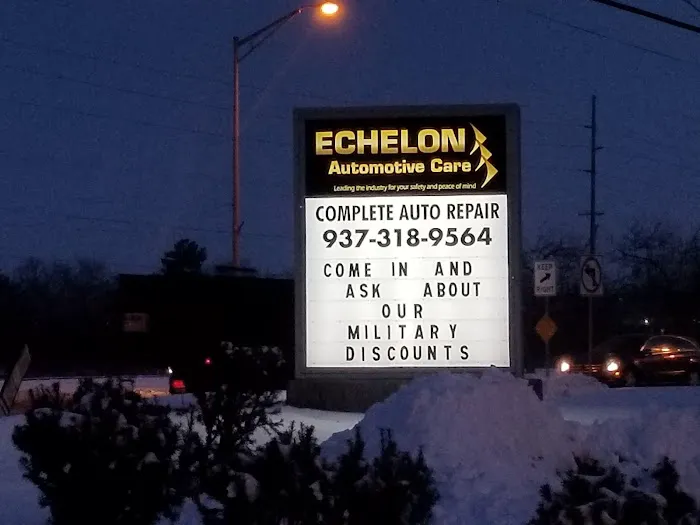 ECHELON
Automotive Care
Leading the industry for your safety and peace of mind
COMPLETE AUTO REPAIR
937-318-9564
COME IN AND
ASK ABOUT
OUR
MILITARY
DISCOUNTS
KEEP
RIGHT